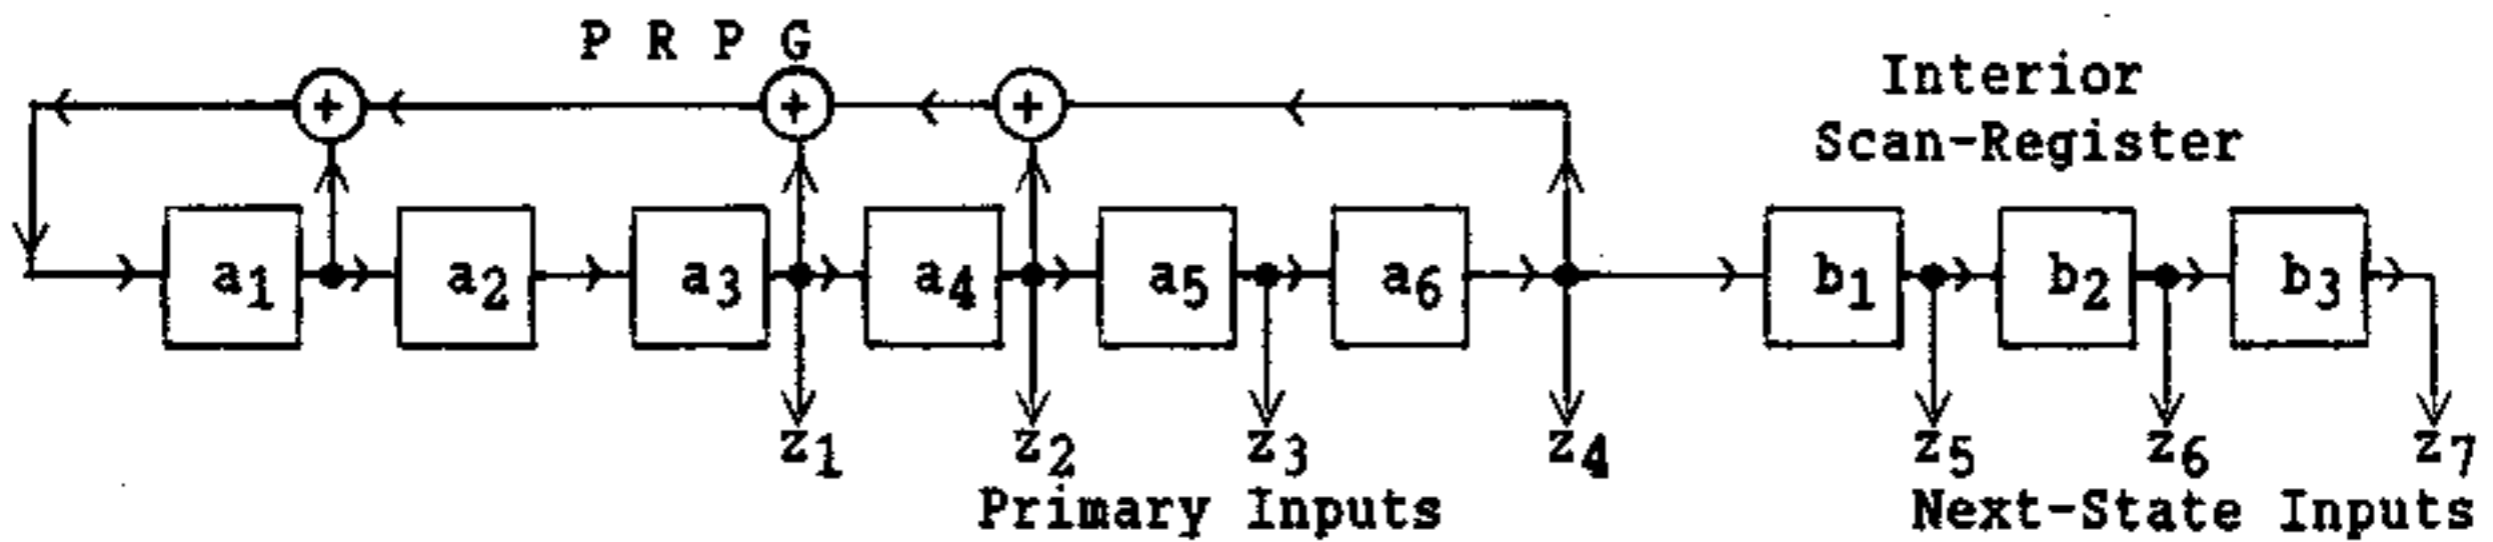 P R P G
Interior
Scan-Register
+ + +
a1 a2 a3 a4 a5 a6 b1 b2 b3
z1 z2 z3 z4 z5 z6 z7
Primary Inputs Next-State Inputs